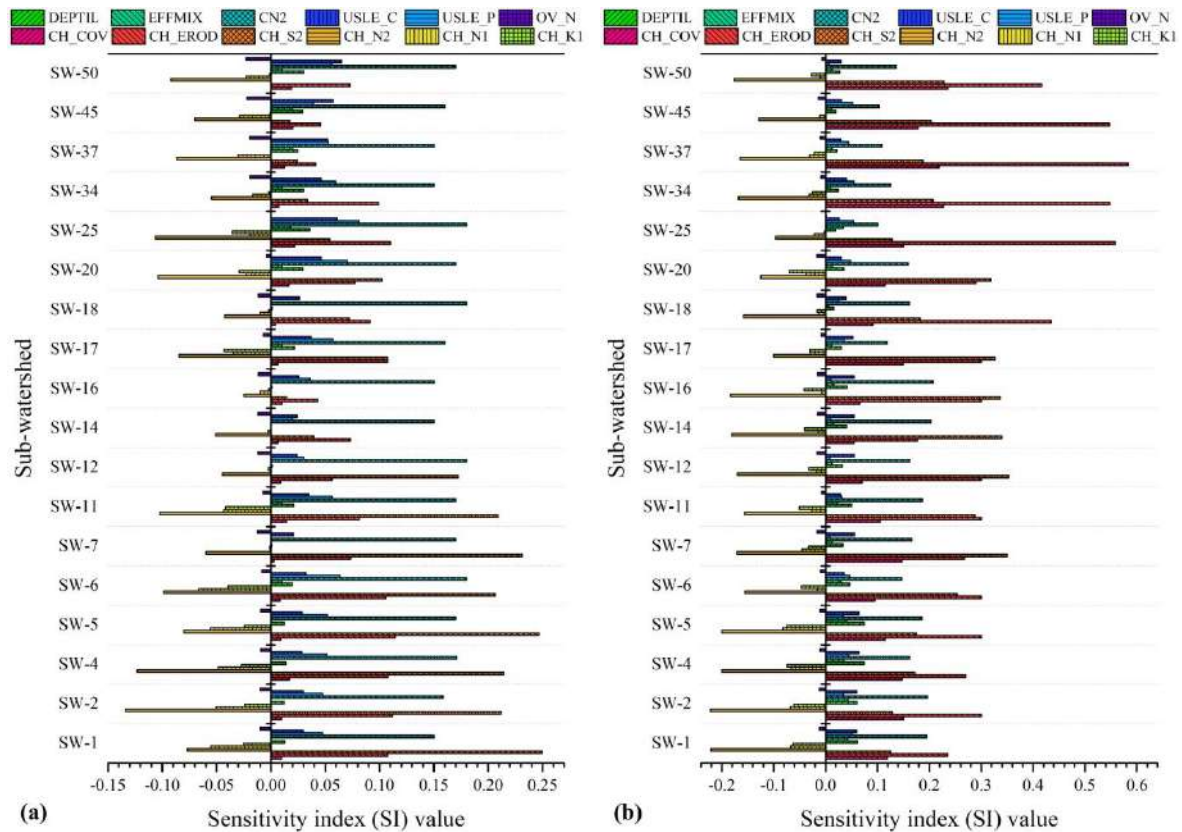 DEPTIL EFFMIX CN2 USLE_C USLE_P OV_N
CH_COV CH_EROD CH_S2 CH_N2 CH_N1 CH_K1
SW-50
SW-45
SW-37
SW-34
SW-25
SW-20
SW-18
SW-17
SW-16
SW-14
SW-12
SW-11
SW-7
SW-6
SW-5
SW-4
SW-2
SW-1
Sub-watershed
-0.15 -0.10 -0.05 0.00 0.05 0.10 0.15 0.20 0.25
(a) Sensitivity index (SI) value
DEPTIL EFFMIX CN2 USLE_C USLE_P OV_N
CH_COV CH_EROD CH_S2 CH_N2 CH_N1 CH_K1
SW-50
SW-45
SW-37
SW-34
SW-25
SW-20
SW-18
SW-17
SW-16
SW-14
SW-12
SW-11
SW-7
SW-6
SW-5
SW-4
SW-2
SW-1
Sub-watershed
-0.2 -0.1 0.0 0.1 0.2 0.3 0.4 0.5 0.6
(b) Sensitivity index (SI) value